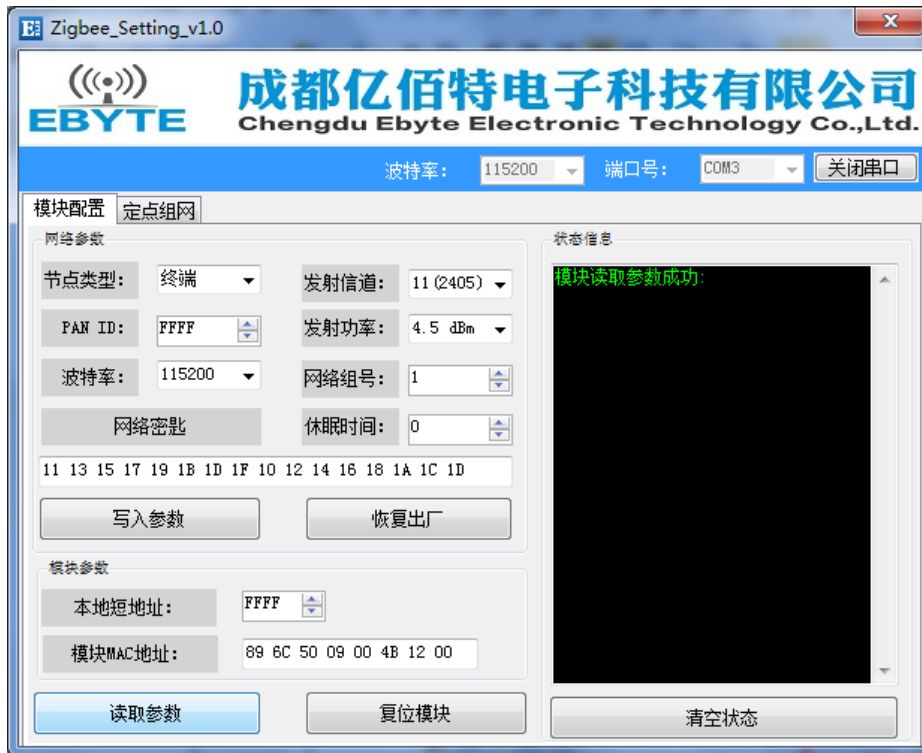 Zigbee_Setting_v1.0
EBYTE
成都亿佰特电子科技有限公司
Chengdu Ebyte Electronic Technology Co.,Ltd.
波特率： 115200 端口号： COM3 关闭串口
模块配置 定点组网
网络参数
节点类型： 终端 发射信道： 11(2405)
PAN ID: FFFF 发射功率： 4.5 dBm
波特率： 115200 网络组号： 1
网络密匙 休眠时间： 0
11 13 15 17 19 1B 1D 1F 10 12 14 16 18 1A 1C 1D
写入参数 恢复出厂
模块参数
本地短地址： FFFF
模块MAC地址： 89 6C 50 09 00 4B 12 00
读取参数 复位模块
状态信息
模块读取参数成功:
清空状态